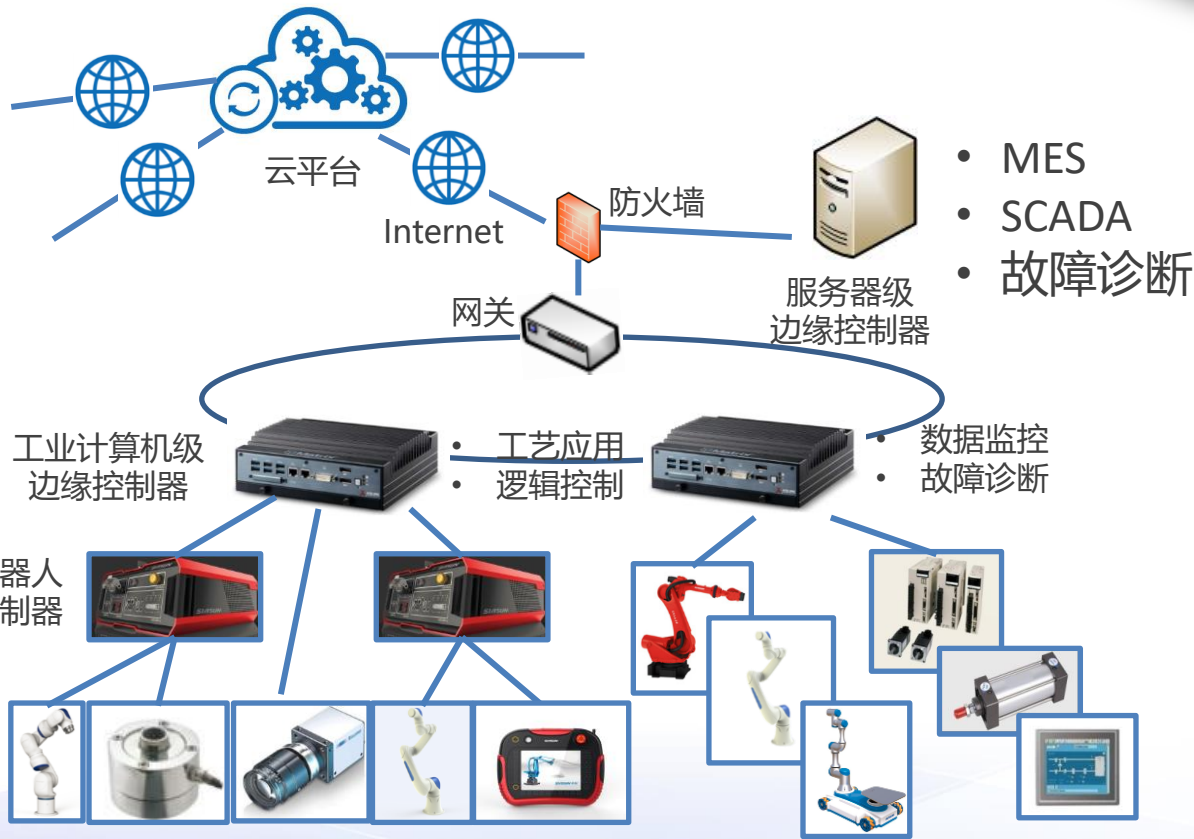 云平台
Internet
防火墙
• MES
• SCADA
• 故障诊断
服务器级
边缘控制器
网关
工业计算机级
边缘控制器
• 工艺应用
• 逻辑控制
• 数据监控
• 故障诊断
器人
制器